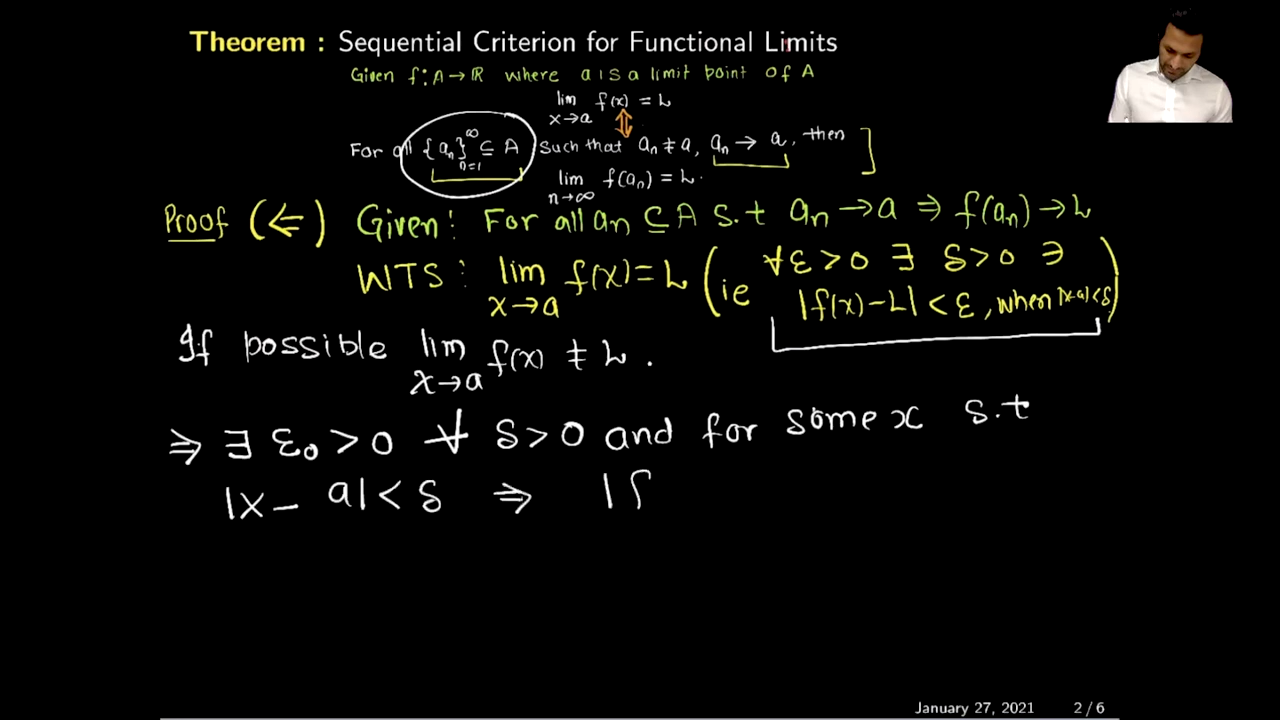 Theorem : Sequential Criterion for Functional Limits
Given f: A → ℝ where a is a limit point of A
lim x→a f(x) = L
⇕
For all {aₙ}∞n=1 ⊆ A such that aₙ ≠ a, aₙ → a, then ]
lim n→∞ f(aₙ) = L.
Proof (⇐) Given: For all an ⊆ A s.t an → a ⇒ f(an) → L
WTS: lim x→a f(x) = L (ie ∀ ε > 0 ∃ δ > 0 ∋
|f(x) - L| < ε, when |x-a| < δ)
If possible lim x→a f(x) ≠ L.
⇒ ∃ ε₀ > 0 ∀ δ > 0 and for some x s.t
|x - a| < δ ⇒ | f
January 27, 2021 2 / 6